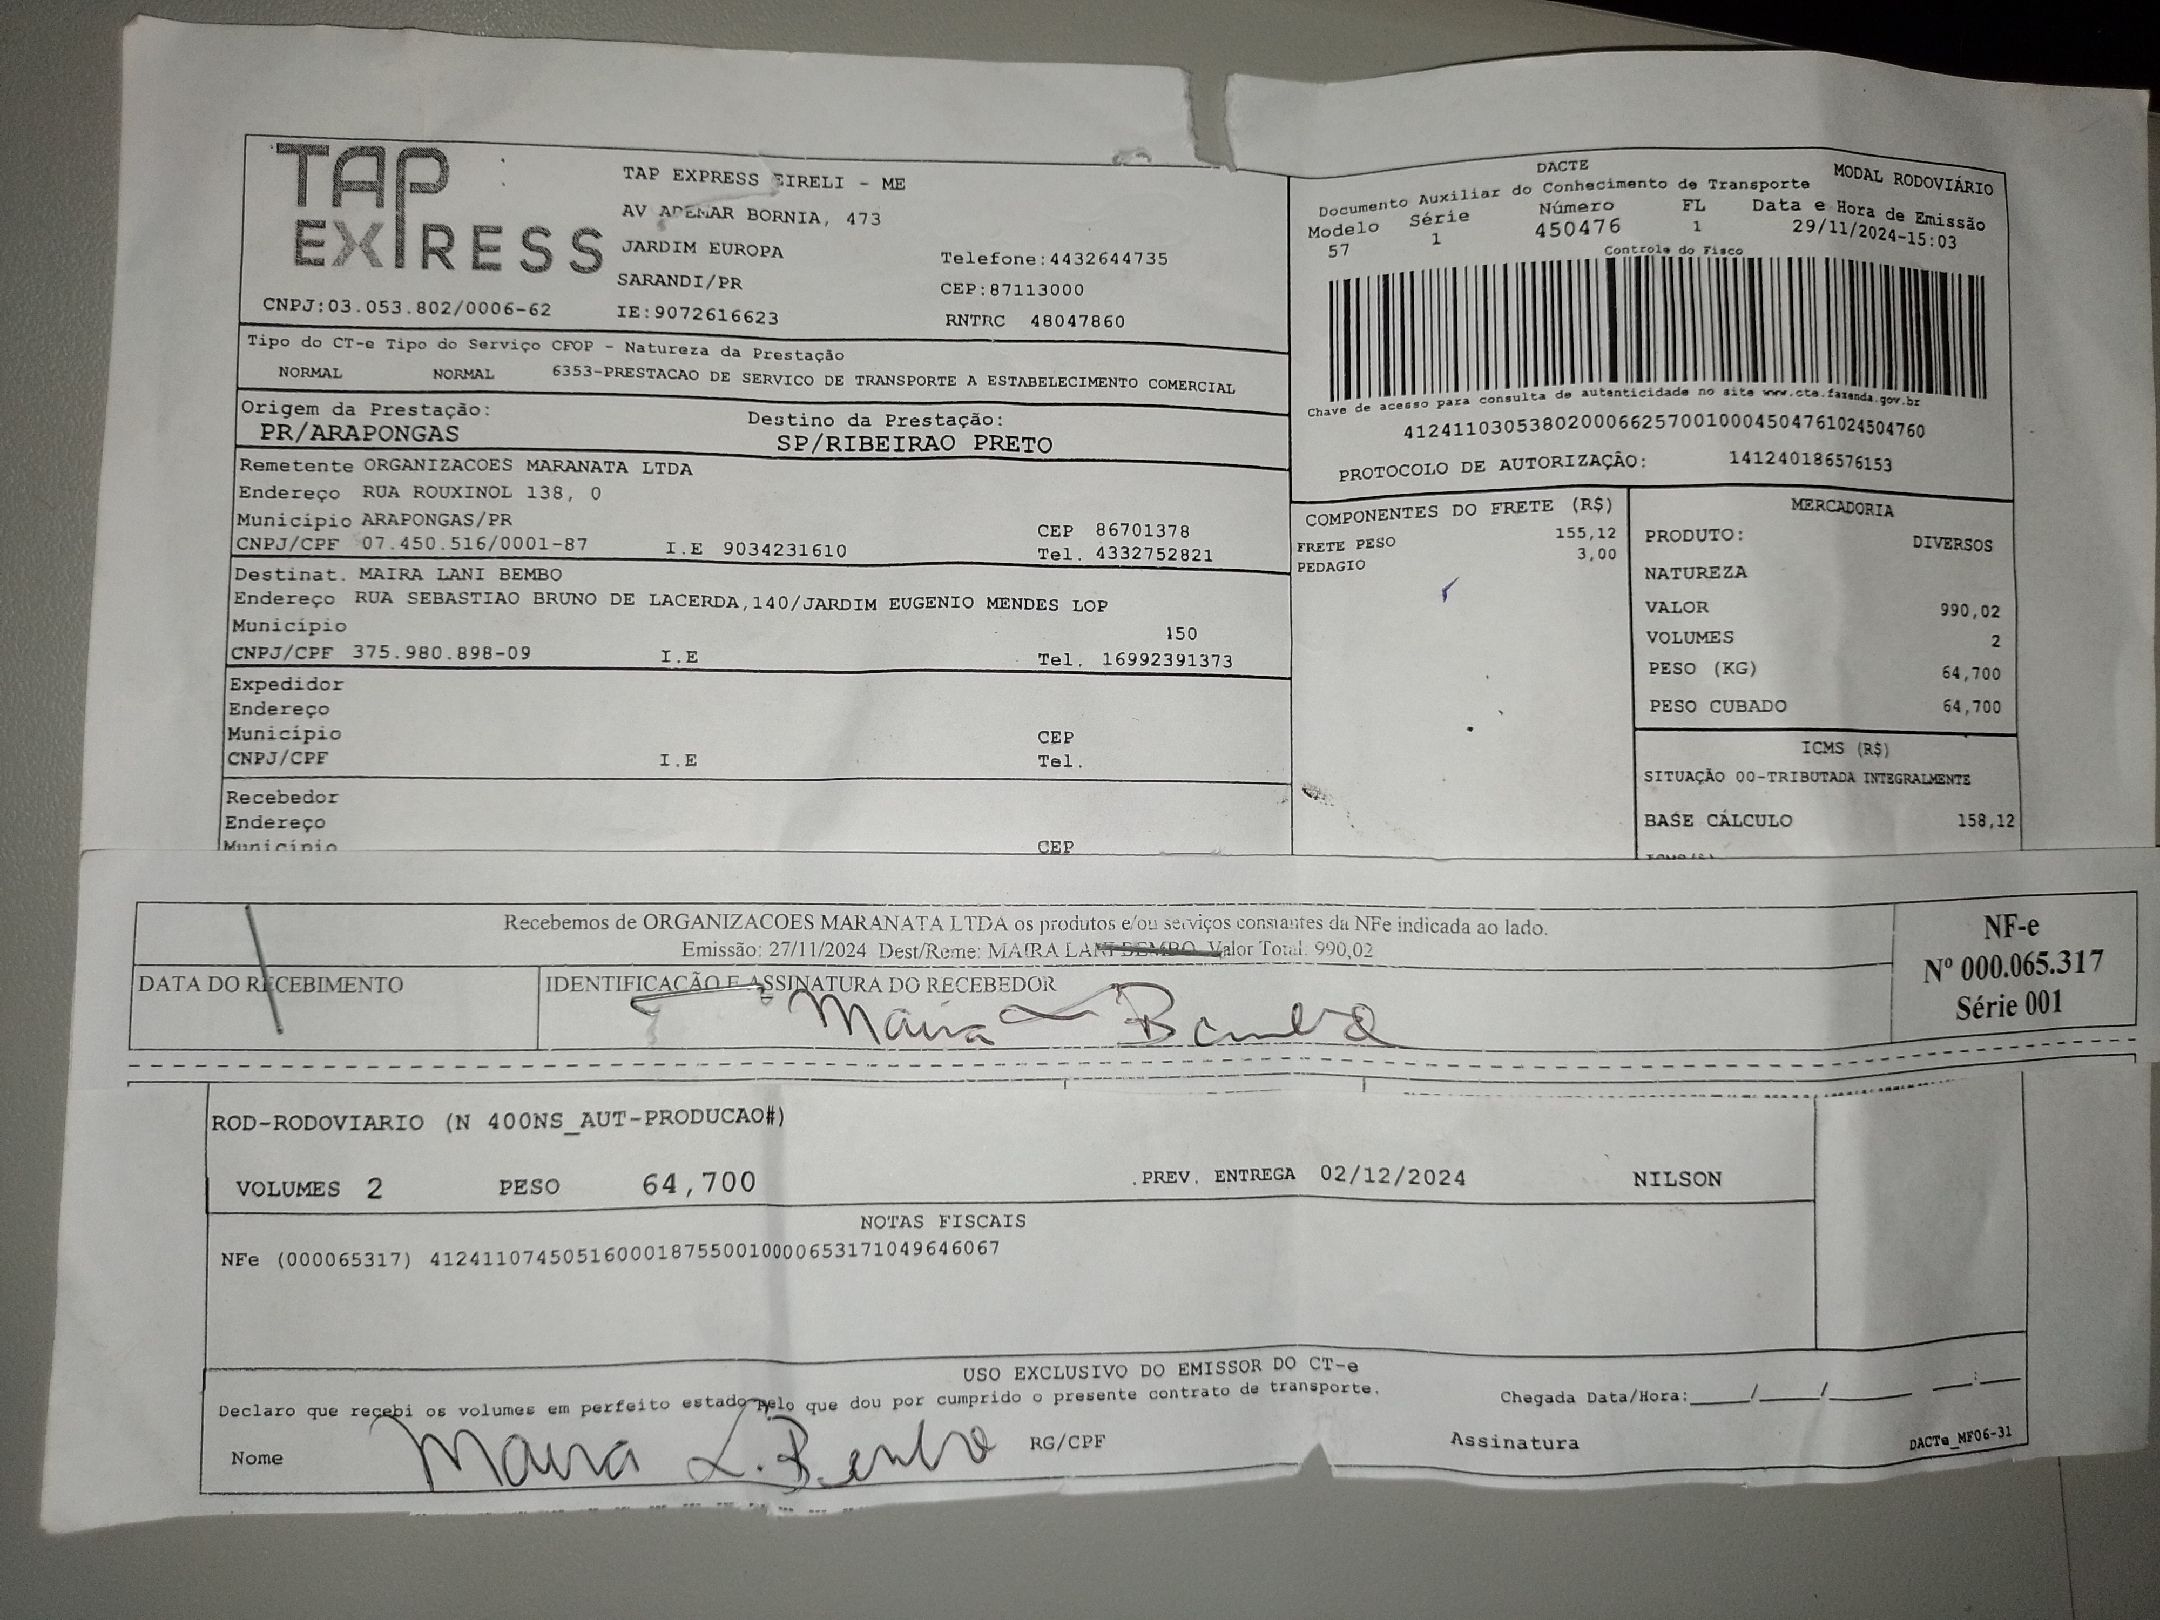 TAP
EXPRESS
TAP EXPRESS EIRELI - ME
AV ADEMAR BORNIA, 473
JARDIM EUROPA
Telefone:4432644735
SARANDI/PR
CEP:87113000
CNPJ:03.053.802/0006-62
IE:9072616623
RNTRC 48047860
DACTE
MODAL RODOVIÁRIO
Documento Auxiliar do Conhecimento de Transporte
Modelo Série Número FL Data e Hora de Emissão
57 1 450476 1 29/11/2024-15:03
Controle do Fisco
Chave de acesso para consulta de autenticidade no site www.cte.fazenda.gov.br
41241103053802000662570010004504761024504760
PROTOCOLO DE AUTORIZAÇÃO: 141240186576153
Tipo do CT-e Tipo do Serviço CFOP - Natureza da Prestação
NORMAL NORMAL 6353-PRESTACAO DE SERVICO DE TRANSPORTE A ESTABELECIMENTO COMERCIAL
Origem da Prestação: Destino da Prestação:
PR/ARAPONGAS SP/RIBEIRAO PRETO
Remetente ORGANIZACOES MARANATA LTDA
Endereço RUA ROUXINOL 138, 0
Município ARAPONGAS/PR CEP 86701378
CNPJ/CPF 07.450.516/0001-87 I.E 9034231610 Tel. 4332752821
Destinat. MAIRA LANI BEMBO
Endereço RUA SEBASTIAO BRUNO DE LACERDA,140/JARDIM EUGENIO MENDES LOP
Município 150
CNPJ/CPF 375.980.898-09 I.E Tel. 16992391373
Expedidor
Endereço
Município CEP
CNPJ/CPF I.E Tel.
Recebedor
Endereço
Município CEP
COMPONENTES DO FRETE (R$)
FRETE PESO 155,12
PEDAGIO 3,00
MERCADORIA
PRODUTO: DIVERSOS
NATUREZA
VALOR 990,02
VOLUMES 2
PESO (KG) 64,700
PESO CUBADO 64,700
ICMS (R$)
SITUAÇÃO 00-TRIBUTADA INTEGRALMENTE
BASE CÁLCULO 158,12
Recebemos de ORGANIZACOES MARANATA LTDA os produtos e/ou serviços constantes da NFe indicada ao lado.
Emissão: 27/11/2024 Dest/Reme: MAIRA LANI BEMBO Valor Total: 990,02
DATA DO RECEBIMENTO
IDENTIFICAÇÃO E ASSINATURA DO RECEBEDOR
Maira L Bembo
NF-e
Nº 000.065.317
Série 001
ROD-RODOVIARIO (N 400NS_AUT-PRODUCAO#)
VOLUMES 2 PESO 64,700 .PREV. ENTREGA 02/12/2024 NILSON
NOTAS FISCAIS
NFe (000065317) 41241107450516000187550010000653171049646067
USO EXCLUSIVO DO EMISSOR DO CT-e
Declaro que recebi os volumes em perfeito estado pelo que dou por cumprido o presente contrato de transporte.
Chegada Data/Hora:____/____/______ ___:___
Nome Maira L. Bembo RG/CPF Assinatura
DACTe_MF06-31